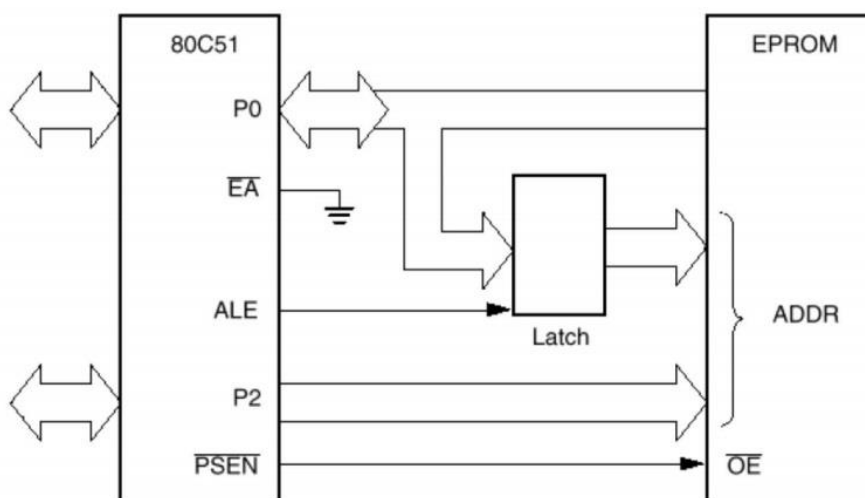 80C51
EPROM
P0
EA
ALE
Latch
ADDR
P2
PSEN
OE